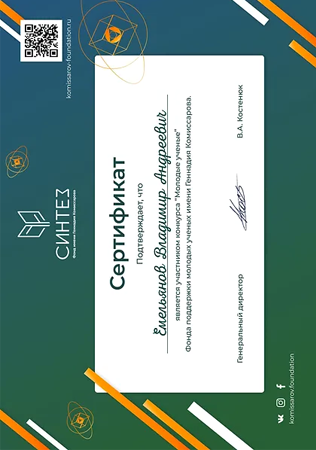 komissarov.foundation.ru
СИНТЕЗ
Фонд имени Геннадия Комиссарова
Сертификат
Подтверждает, что
Емельянов Владимир Андреевич
является участником конкурса "Молодые ученые"
Фонда поддержки молодых ученых имени Геннадия Комиссарова.
Генеральный директор
В.А. Костенюк
komissarov.foundation